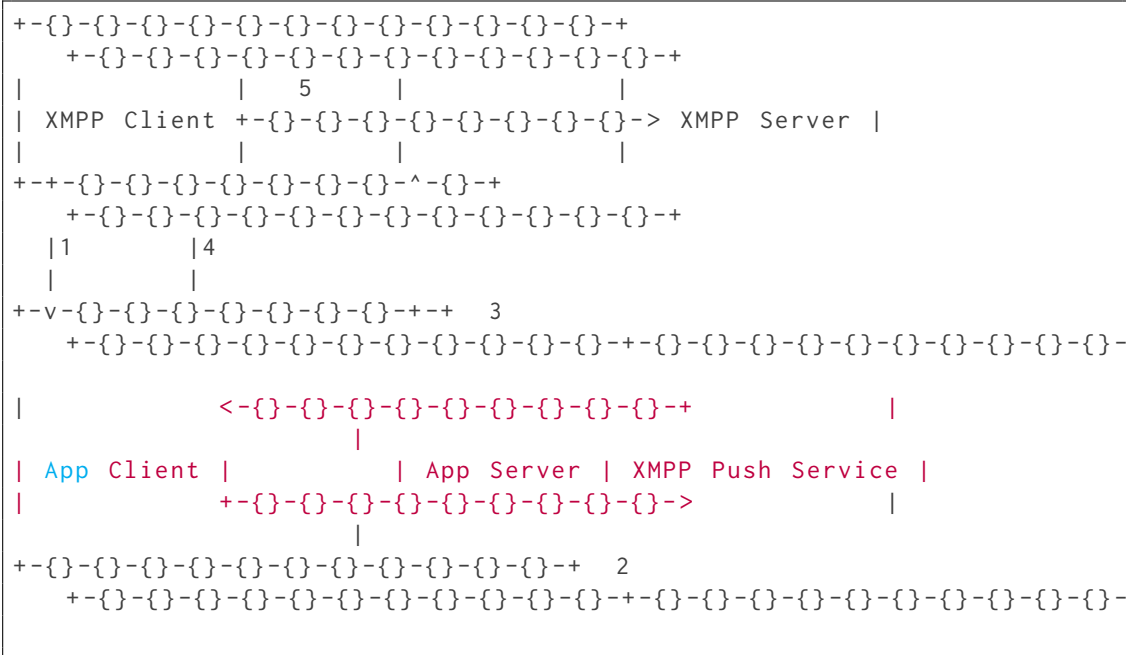 +-{}-{}-{}-{}-{}-{}-{}-{}-{}-{}-{}-{}-+
    +-{}-{}-{}-{}-{}-{}-{}-{}-{}-{}-{}-{}-+
|                |    5      |                |
| XMPP Client +-{}-{}-{}-{}-{}-{}-{}-{}-> XMPP Server |
|                |           |                |
+-+-{}-{}-{}-{}-{}-{}-{}-^-{}-+
    +-{}-{}-{}-{}-{}-{}-{}-{}-{}-{}-{}-{}-+
  |1         |4
  |          |
+-v-{}-{}-{}-{}-{}-{}-{}-+-+  3
    +-{}-{}-{}-{}-{}-{}-{}-{}-{}-{}-{}-+-{}-{}-{}-{}-{}-{}-{}-{}-{}-{}-
|               <-{}-{}-{}-{}-{}-{}-{}-{}-{}-+               |
                          |
| App Client |             | App Server | XMPP Push Service |
|               +-{}-{}-{}-{}-{}-{}-{}-{}-{}->               |
                          |
+-{}-{}-{}-{}-{}-{}-{}-{}-{}-{}-{}-+  2
    +-{}-{}-{}-{}-{}-{}-{}-{}-{}-{}-{}-+-{}-{}-{}-{}-{}-{}-{}-{}-{}-{}-